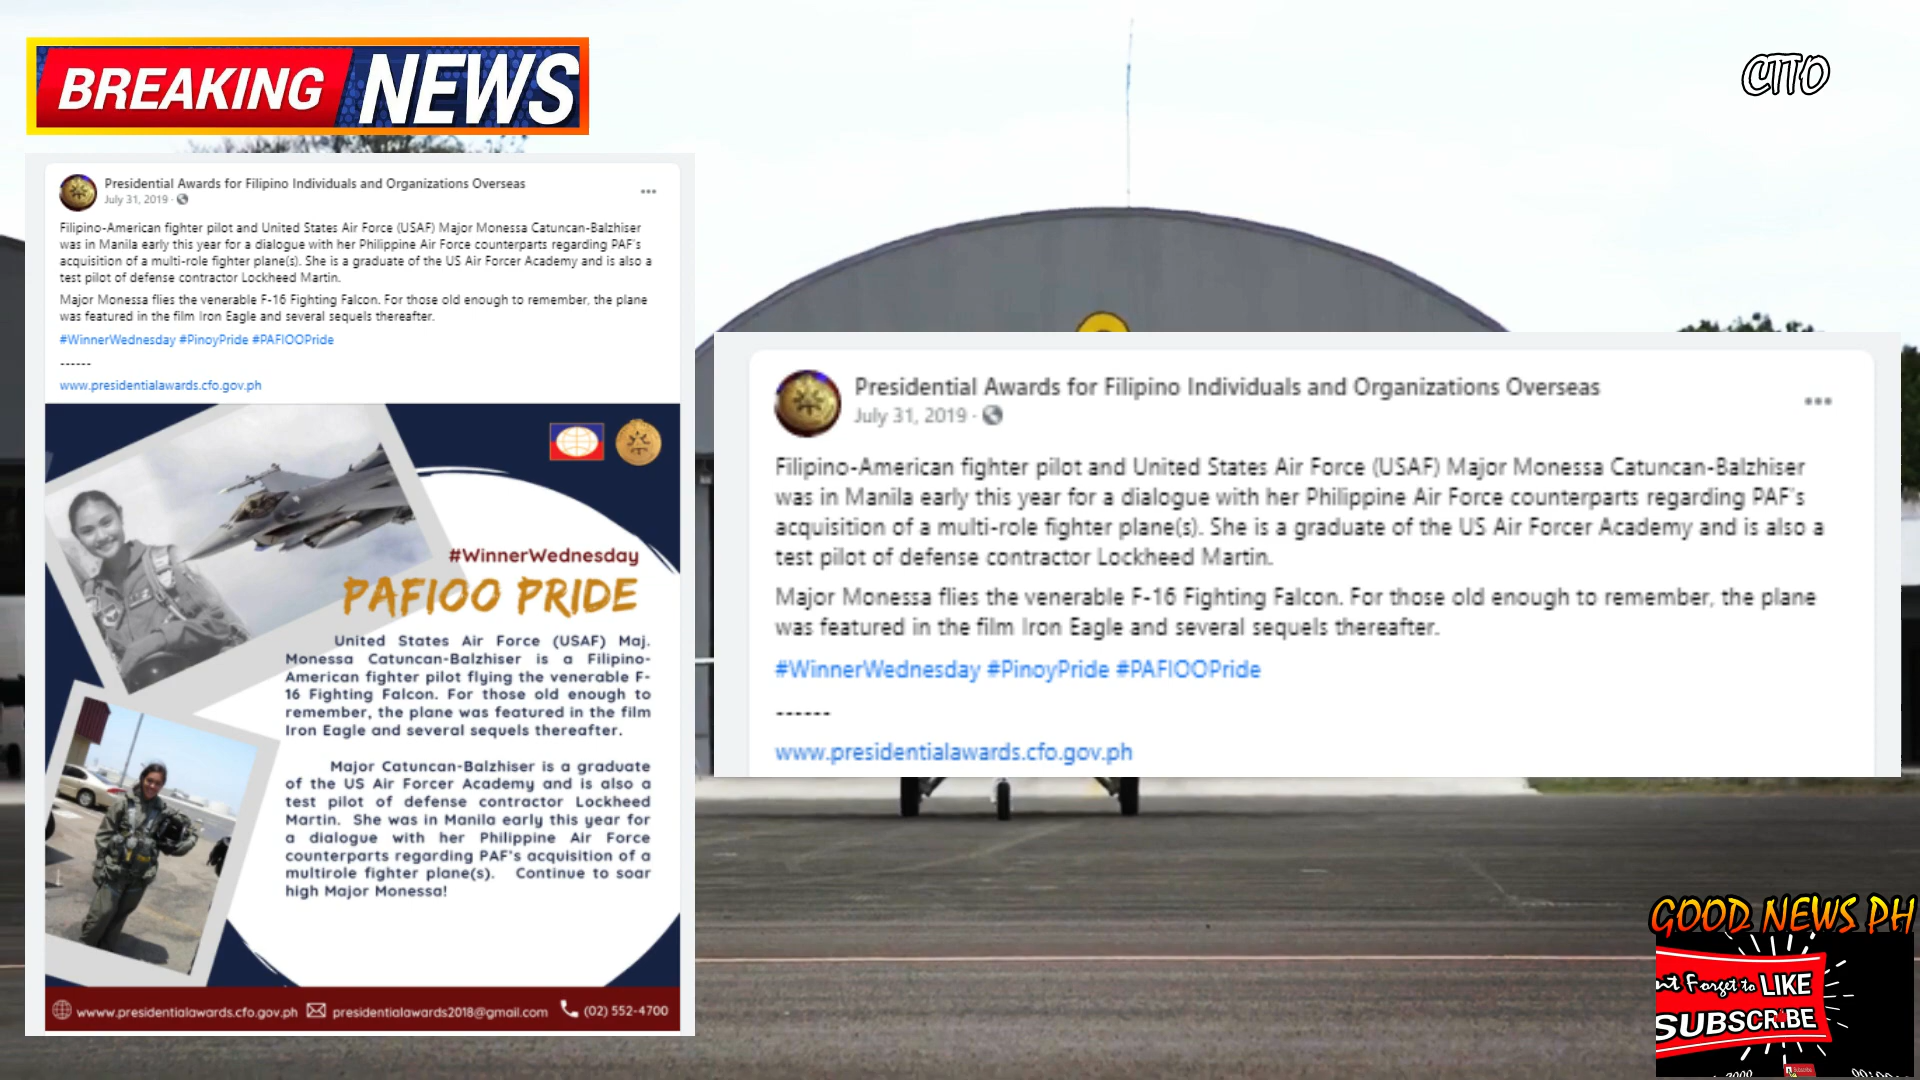 BREAKING NEWS
CTTO
Presidential Awards for Filipino Individuals and Organizations Overseas
July 31, 2019 ·
Filipino-American fighter pilot and United States Air Force (USAF) Major Monessa Catuncan-Balzhiser
was in Manila early this year for a dialogue with her Philippine Air Force counterparts regarding PAF's
acquisition of a multi-role fighter plane(s). She is a graduate of the US Air Forcer Academy and is also a
test pilot of defense contractor Lockheed Martin.
Major Monessa flies the venerable F-16 Fighting Falcon. For those old enough to remember, the plane
was featured in the film Iron Eagle and several sequels thereafter.
#WinnerWednesday #PinoyPride #PAFIOOPride
------
www.presidentialawards.cfo.gov.ph
#WinnerWednesday
PAFIOO PRIDE
United States Air Force (USAF) Maj.
Monessa Catuncan-Balzhiser is a Filipino-
American fighter pilot flying the venerable F-
16 Fighting Falcon. For those old enough to
remember, the plane was featured in the film
Iron Eagle and several sequels thereafter.
Major Catuncan-Balzhiser is a graduate
of the US Air Forcer Academy and is also a
test pilot of defense contractor Lockheed
Martin. She was in Manila early this year for
a dialogue with her Philippine Air Force
counterparts regarding PAF's acquisition of a
multirole fighter plane(s). Continue to soar
high Major Monessa!
wwww.presidentialawards.cfo.gov.ph presidentialawards2018@gmail.com (02) 552-4700
Presidential Awards for Filipino Individuals and Organizations Overseas
July 31, 2019 ·
Filipino-American fighter pilot and United States Air Force (USAF) Major Monessa Catuncan-Balzhiser
was in Manila early this year for a dialogue with her Philippine Air Force counterparts regarding PAF's
acquisition of a multi-role fighter plane(s). She is a graduate of the US Air Forcer Academy and is also a
test pilot of defense contractor Lockheed Martin.
Major Monessa flies the venerable F-16 Fighting Falcon. For those old enough to remember, the plane
was featured in the film Iron Eagle and several sequels thereafter.
#WinnerWednesday #PinoyPride #PAFIOOPride
------
www.presidentialawards.cfo.gov.ph
GOOD NEWS PH
Forget to LIKE
SUBSCRIBE